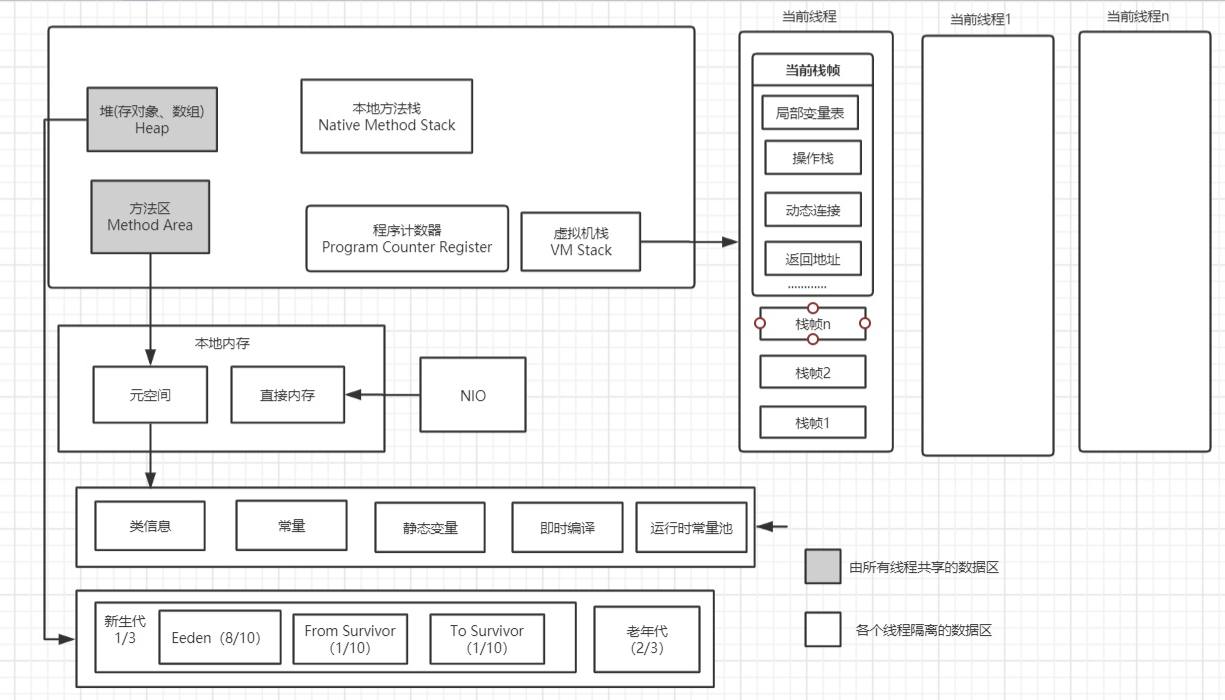 当前线程
当前线程1
当前线程n
堆(存对象、数组)
Heap
本地方法栈
Native Method Stack
方法区
Method Area
程序计数器
Program Counter Register
虚拟机栈
VM Stack
当前栈帧
局部变量表
操作栈
动态连接
返回地址
............
栈帧n
栈帧2
栈帧1
本地内存
元空间
直接内存
NIO
类信息
常量
静态变量
即时编译
运行时常量池
新生代
1/3
Eeden（8/10）
From Survivor
（1/10）
To Survivor
（1/10）
老年代
（2/3）
由所有线程共享的数据区
各个线程隔离的数据区